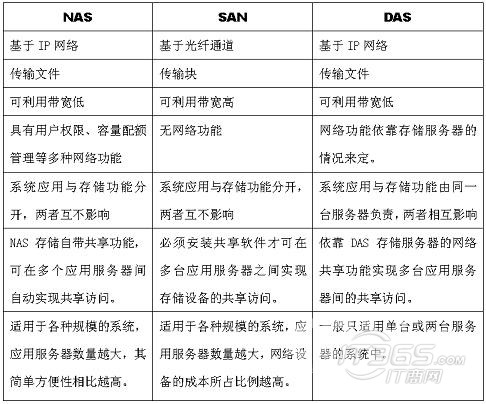 NAS
SAN
DAS
基于 IP 网络
基于光纤通道
基于 IP 网络
传输文件
传输块
传输文件
可利用带宽低
可利用带宽高
可利用带宽低
具有用户权限、容量配额
管理等多种网络功能
无网络功能
网络功能依靠存储服务器的
情况来定。
系统应用与存储功能分
开，两者互不影响
系统应用与存储功能分开，
两者互不影响
系统应用与存储功能由同一
台服务器负责，两者相互影响
NAS 存储自带共享功能，
可在多个应用服务器间
自动实现共享访问。
必须安装共享软件才可在
多台应用服务器之间实现
存储设备的共享访问。
依靠 DAS 存储服务器的网络
共享功能实现多台应用服务
器间的共享访问。
适用于各种规模的系统，
应用服务器数量越大，其
简单方便性相比越高。
适用于各种规模的系统，应
用服务器数量越大，网络设
备的成本所占比例越高。
一般只适用单台或两台服务
器的系统中。
IT商网